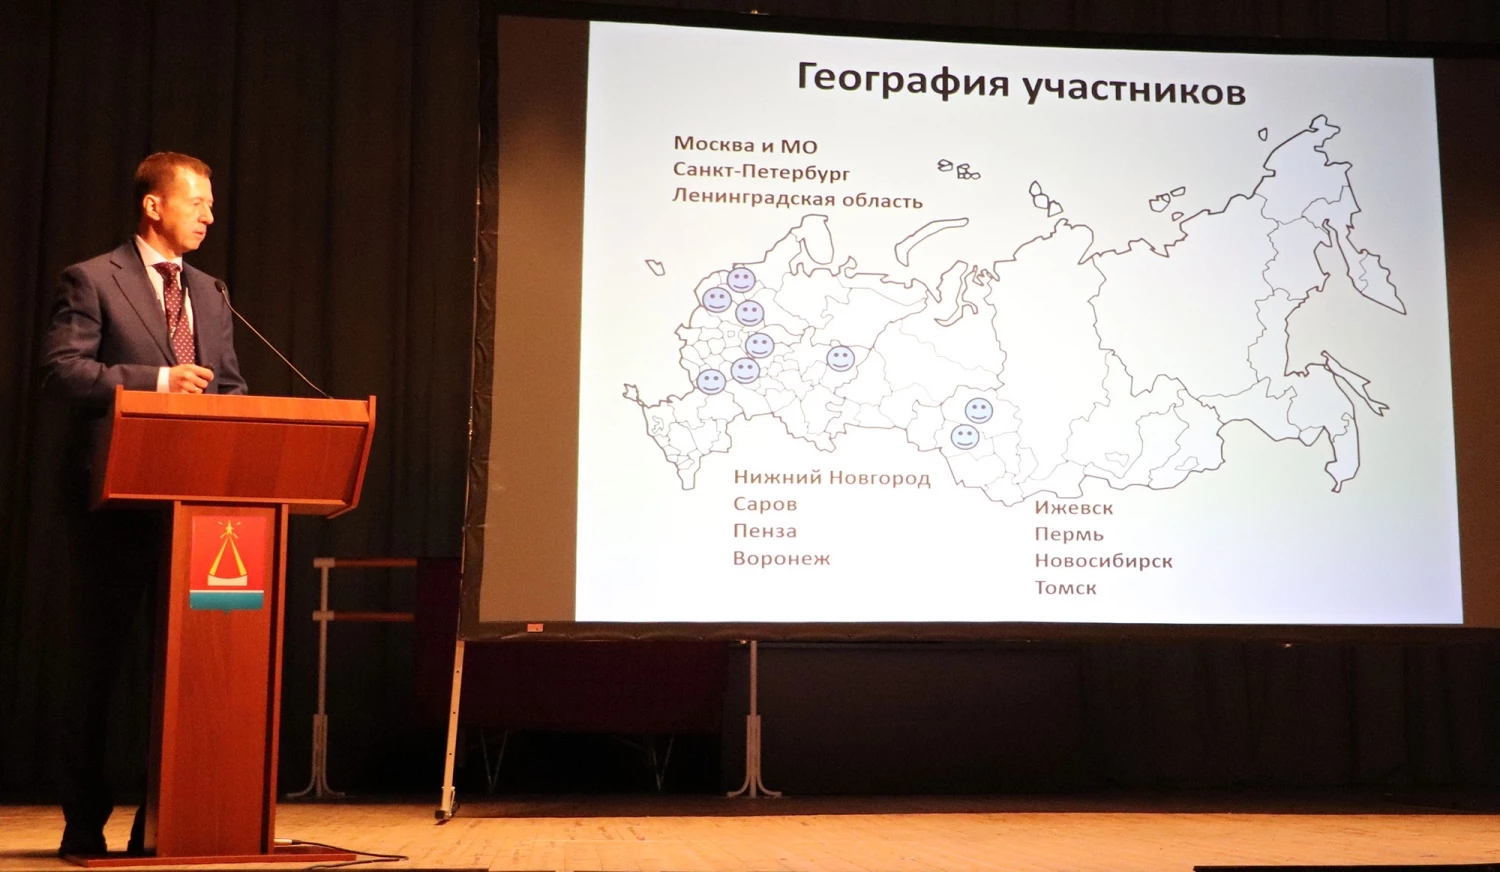 География участников
Москва и МО
Санкт-Петербург
Ленинградская область
Нижний Новгород
Саров
Пенза
Воронеж
Ижевск
Пермь
Новосибирск
Томск